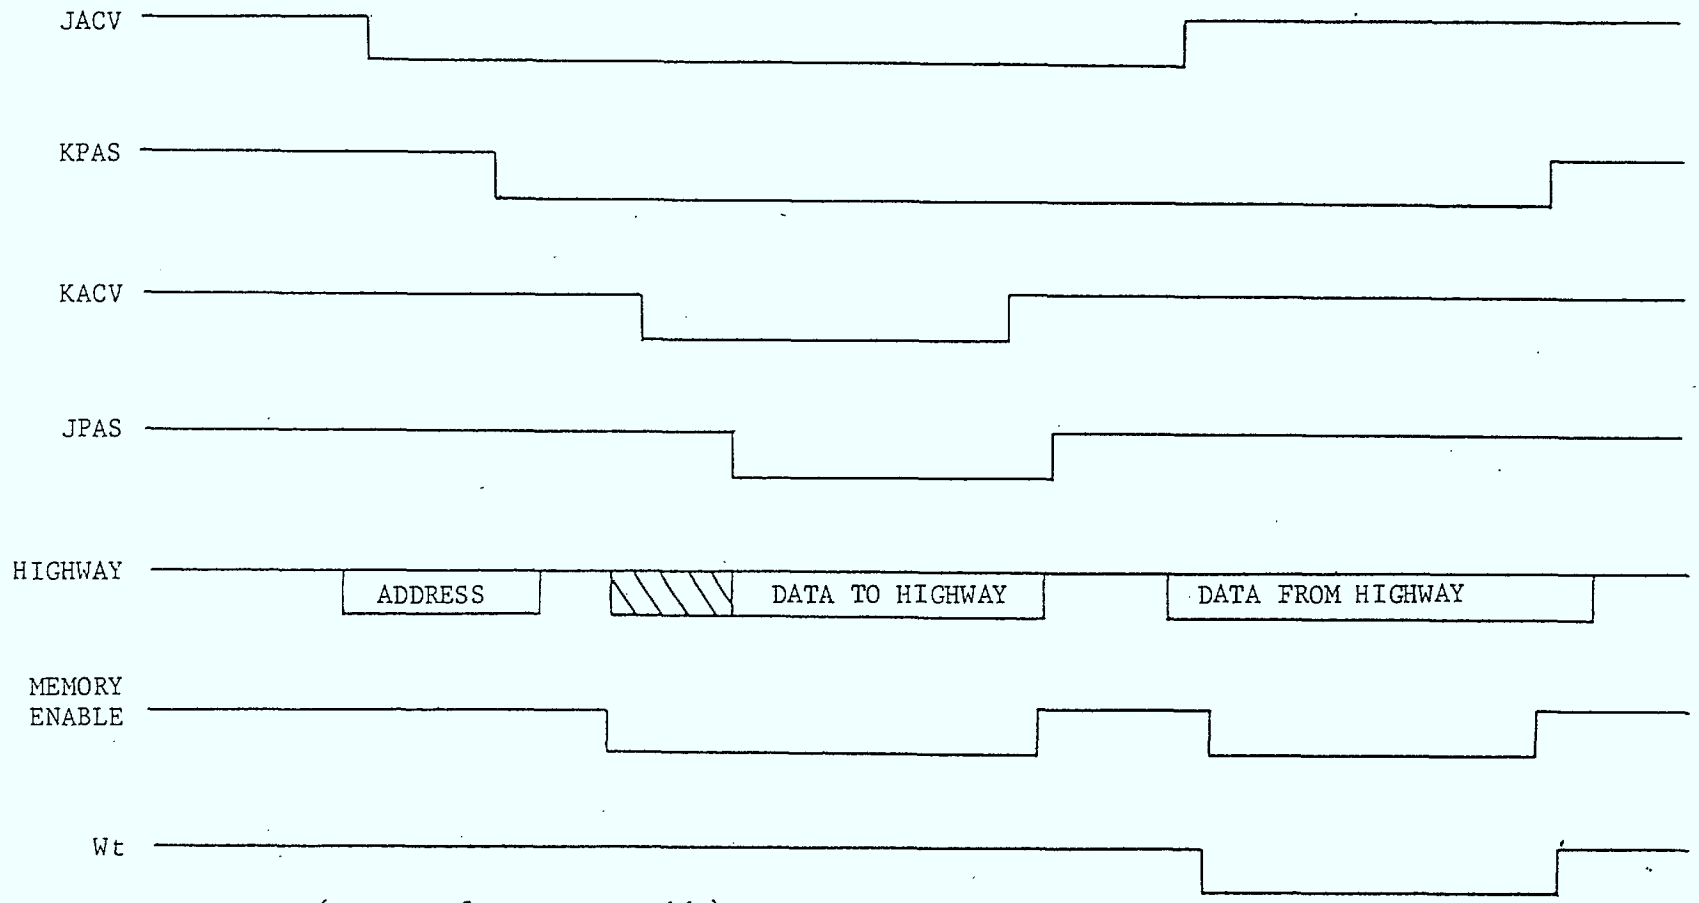 JACV
KPAS
KACV
JPAS
HIGHWAY
ADDRESS
DATA TO HIGHWAY
DATA FROM HIGHWAY
MEMORY
ENABLE
Wt